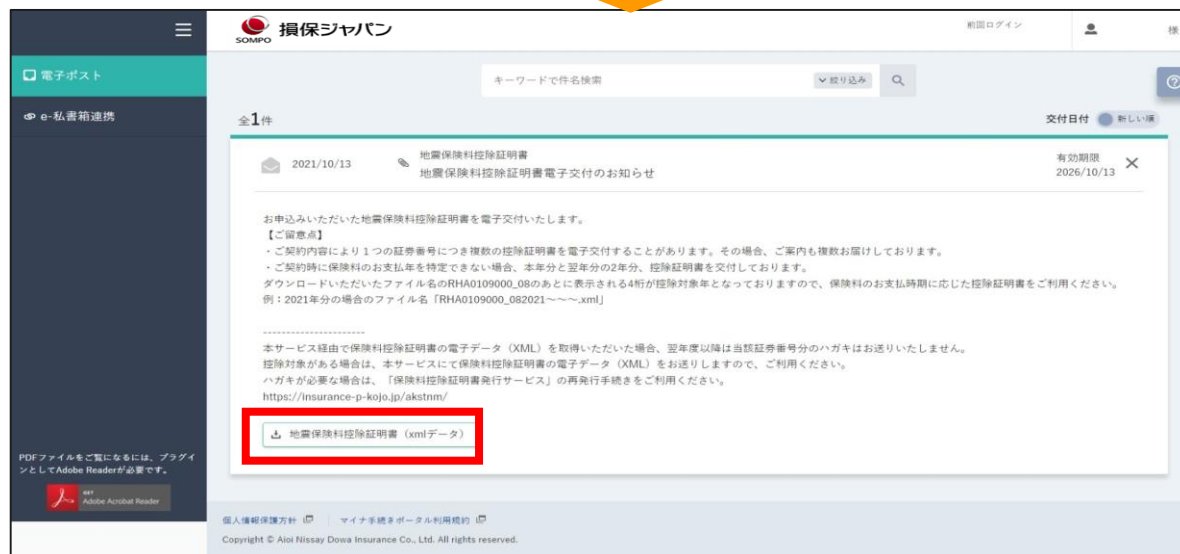 SOMPO 損保ジャパン
前回ログイン
様
電子ポスト
e-私書箱連携
キーワードで件名検索
絞り込み
全1件
交付日付 新しい順
2021/10/13
地震保険料控除証明書
地震保険料控除証明書電子交付のお知らせ
有効期限
2026/10/13
お申込みいただいた地震保険料控除証明書を電子交付いたします。
【ご留意点】
・ご契約内容により１つの証券番号につき複数の控除証明書を電子交付することがあります。その場合、ご案内も複数お届けしております。
・ご契約時に保険料のお支払年を特定できない場合、本年分と翌年分の2年分、控除証明書を交付しております。
ダウンロードいただいたファイル名のRHA0109000_08のあとに表示される4桁が控除対象年となっておりますので、保険料のお支払時期に応じた控除証明書をご利用ください。
例：2021年分の場合のファイル名「RHA0109000_082021～～～.xml」
----------------------
本サービス経由で保険料控除証明書の電子データ（XML）を取得いただいた場合、翌年度以降は当該証券番号分のハガキはお送りいたしません。
控除対象がある場合は、本サービスにて保険料控除証明書の電子データ（XML）をお送りしますので、ご利用ください。
ハガキが必要な場合は、「保険料控除証明書発行サービス」の再発行手続きをご利用ください。
https://insurance-p-kojo.jp/akstnm/
地震保険料控除証明書（xmlデータ）
PDFファイルをご覧になるには、プラグイ
ンとしてAdobe Readerが必要です。
GET
Adobe Acrobat Reader
個人情報保護方針 マイナ手続きポータル利用規約
Copyright © Aioi Nissay Dowa Insurance Co., Ltd. All rights reserved.